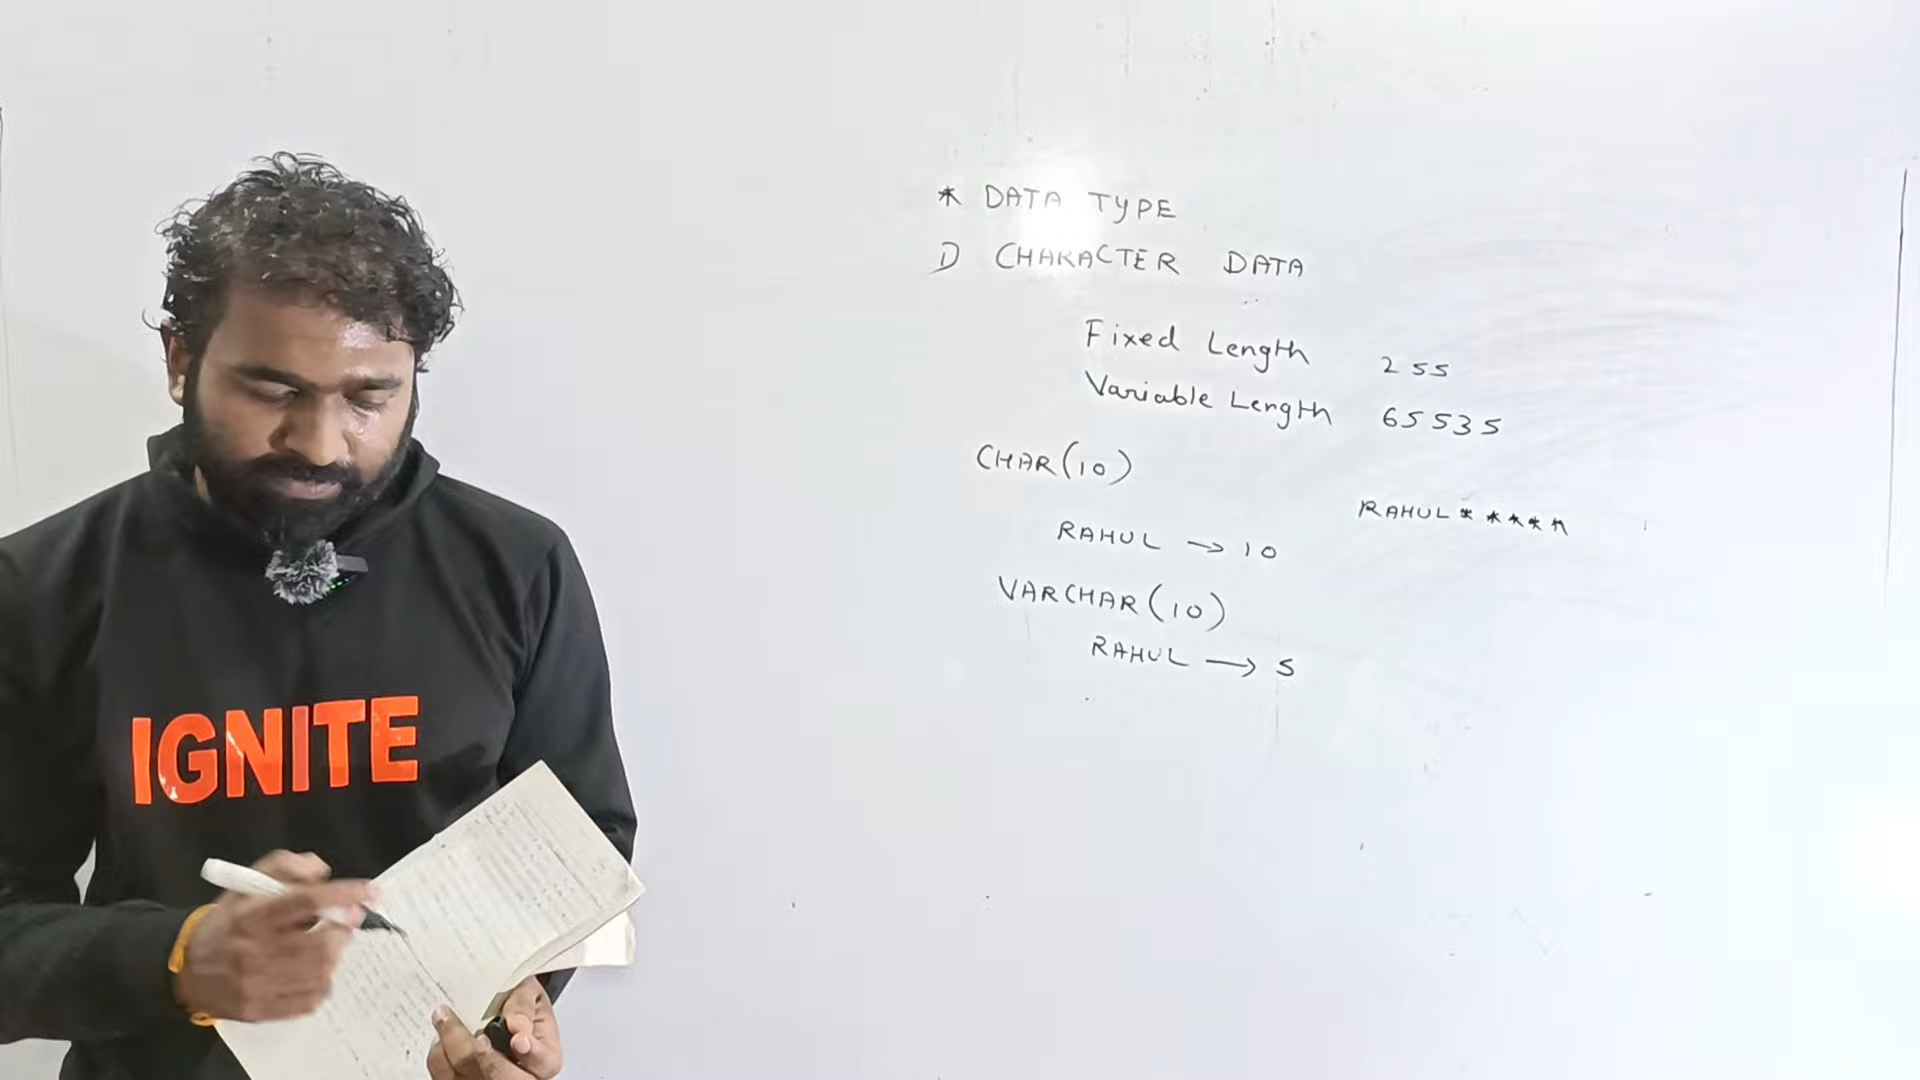 * DATA TYPE
1) CHARACTER DATA
Fixed Length 255
Variable Length 65535
CHAR(10)
RAHUL*****
RAHUL → 10
VARCHAR(10)
RAHUL → 5
IGNITE